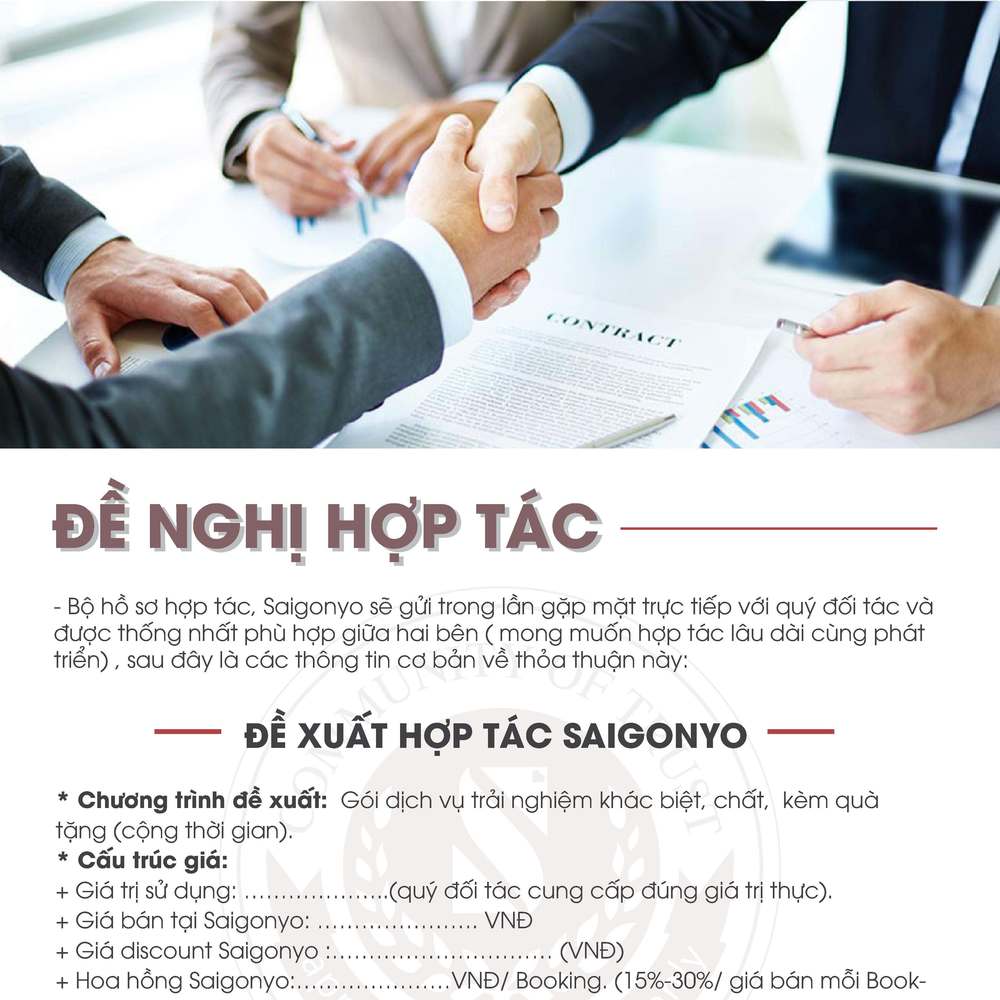 CONTRACT
ĐỀ NGHỊ HỢP TÁC
- Bộ hồ sơ hợp tác, Saigonyo sẽ gửi trong lần gặp mặt trực tiếp với quý đối tác và
được thống nhất phù hợp giữa hai bên ( mong muốn hợp tác lâu dài cùng phát
triển) , sau đây là các thông tin cơ bản về thỏa thuận này:
COMMUNITY OF TRUST
ĐỀ XUẤT HỢP TÁC SAIGONYO
* Chương trình đề xuất:  Gói dịch vụ trải nghiệm khác biệt, chất,  kèm quà
tặng (cộng thời gian).
* Cấu trúc giá:
+ Giá trị sử dụng: ………………..(quý đối tác cung cấp đúng giá trị thực).
+ Giá bán tại Saigonyo: …………………. VNĐ
+ Giá discount Saigonyo :………………………… (VNĐ)
+ Hoa hồng Saigonyo:…………………VNĐ/ Booking. (15%-30%/ giá bán mỗi Book-